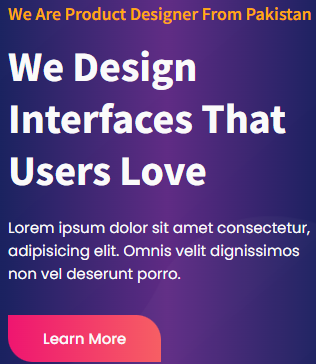 We Are Product Designer From Pakistan
We Design
Interfaces That
Users Love
Lorem ipsum dolor sit amet consectetur,
adipisicing elit. Omnis velit dignissimos
non vel deserunt porro.
Learn More